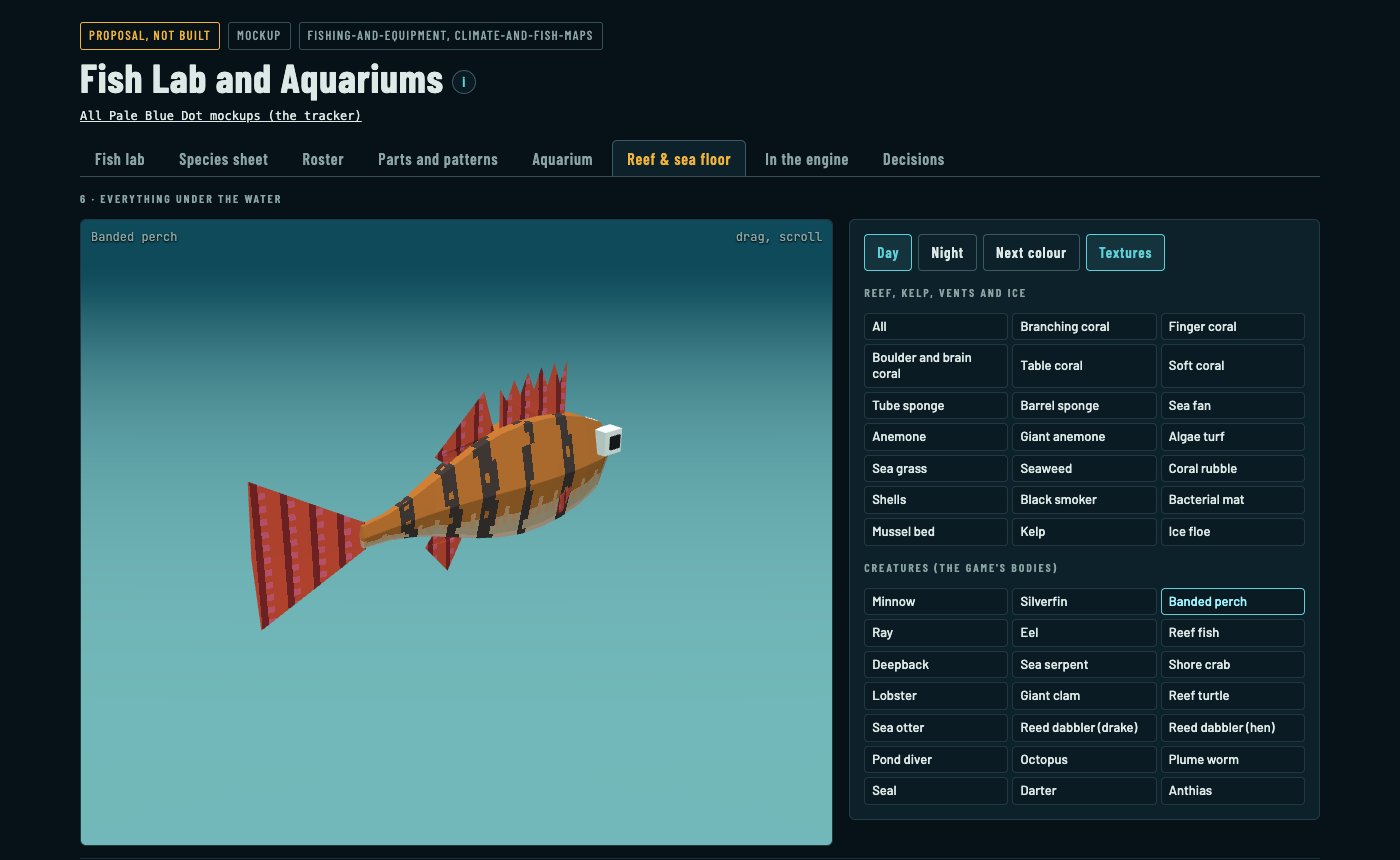 PROPOSAL, NOT BUILT
MOCKUP
FISHING-AND-EQUIPMENT, CLIMATE-AND-FISH-MAPS
Fish Lab and Aquariums
i
All Pale Blue Dot mockups (the tracker)
Fish lab
Species sheet
Roster
Parts and patterns
Aquarium
Reef & sea floor
In the engine
Decisions
6 · EVERYTHING UNDER THE WATER
Banded perch
drag, scroll
Day
Night
Next colour
Textures
REEF, KELP, VENTS AND ICE
All
Branching coral
Finger coral
Boulder and brain
coral
Table coral
Soft coral
Tube sponge
Barrel sponge
Sea fan
Anemone
Giant anemone
Algae turf
Sea grass
Seaweed
Coral rubble
Shells
Black smoker
Bacterial mat
Mussel bed
Kelp
Ice floe
CREATURES (THE GAME'S BODIES)
Minnow
Silverfin
Banded perch
Ray
Eel
Reef fish
Deepback
Sea serpent
Shore crab
Lobster
Giant clam
Reef turtle
Sea otter
Reed dabbler (drake)
Reed dabbler (hen)
Pond diver
Octopus
Plume worm
Seal
Darter
Anthias